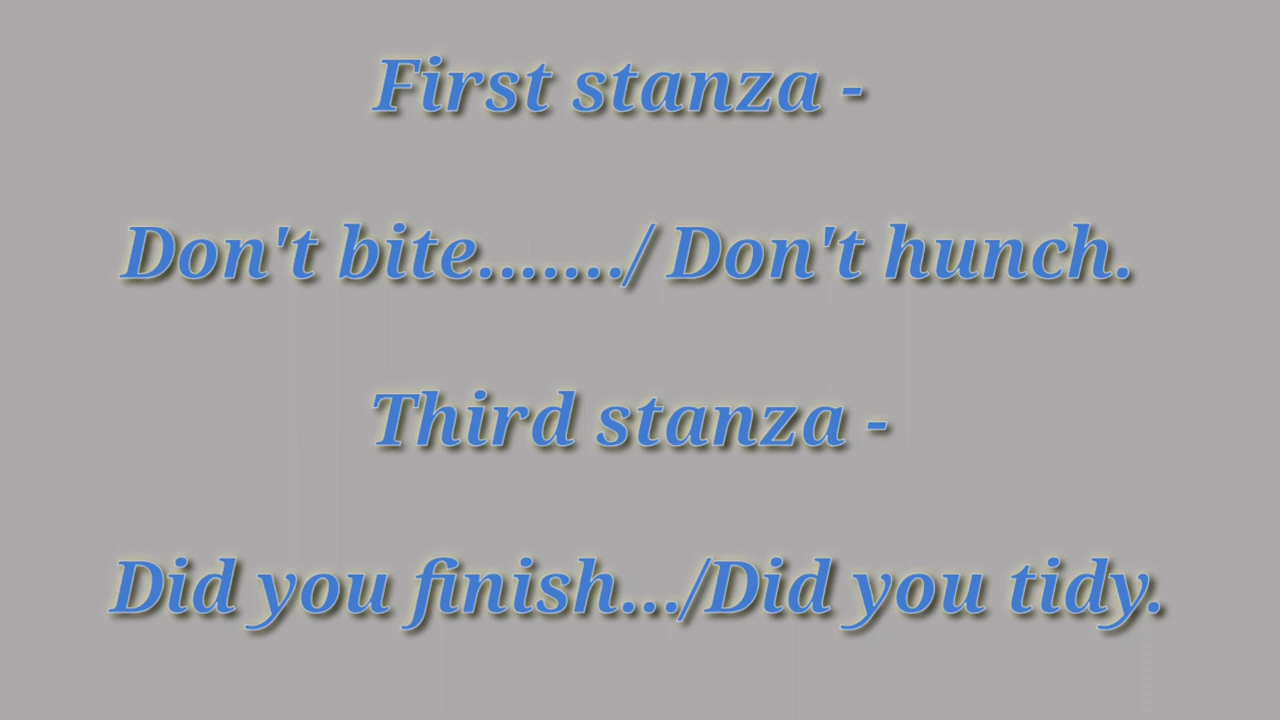 First stanza -
Don't bite......./ Don't hunch.
Third stanza -
Did you finish.../Did you tidy.